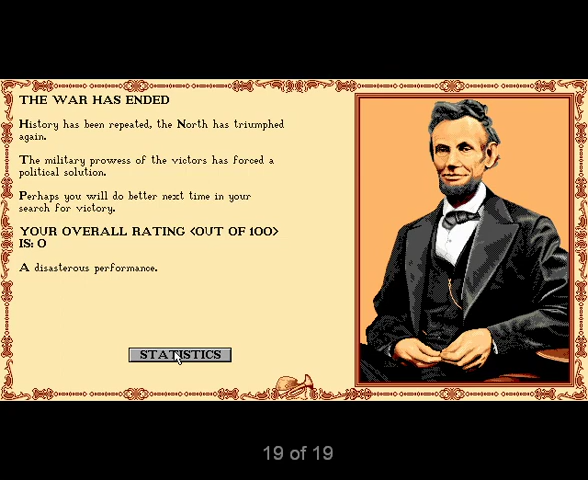 THE WAR HAS ENDED
History has been repeated, the North has triumphed
again.
The military prowess of the victors has forced a
political solution.
Perhaps you will do better next time in your
search for victory.
YOUR OVERALL RATING <OUT OF 100>
IS: 0
A disasterous performance.
STATISTICS
19 of 19